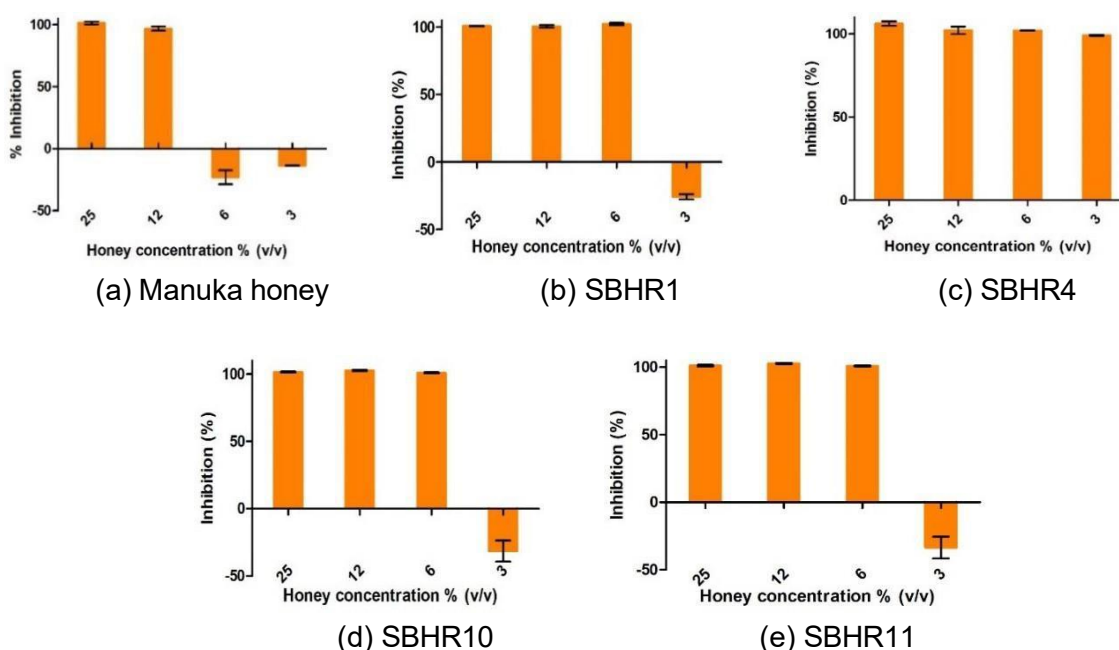 % Inhibition
100
50
0
-50
25 12 6 3
Honey concentration % (v/v)
(a) Manuka honey
Inhibition (%)
100
50
0
-50
25 12 6 3
Honey concentration % (v/v)
(b) SBHR1
Inhibition (%)
100
50
0
25 12 6 3
Honey concentration % (v/v)
(c) SBHR4
Inhibition (%)
100
50
0
-50
25 12 6 3
Honey concentration % (v/v)
(d) SBHR10
Inhibition (%)
100
50
0
-50
25 12 6 3
Honey concentration % (v/v)
(e) SBHR11